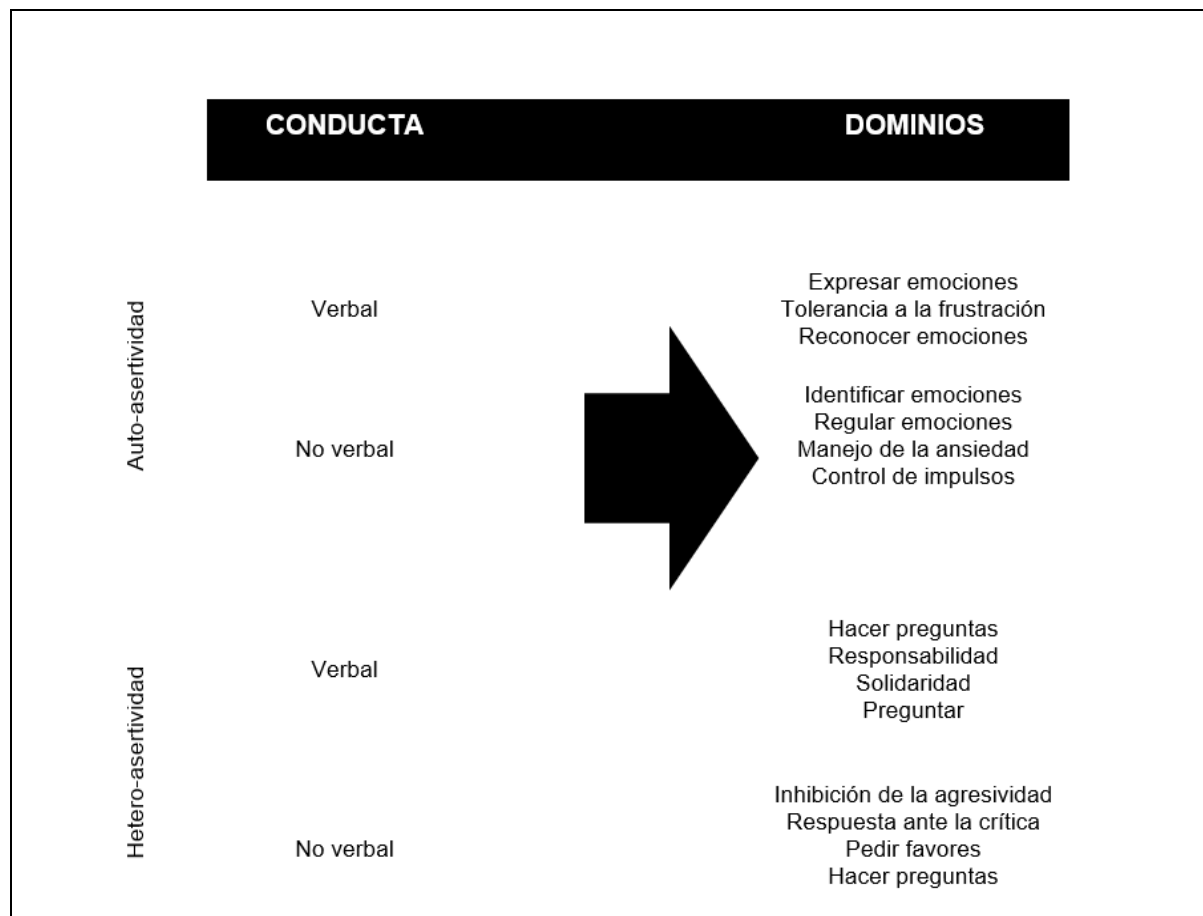 CONDUCTA DOMINIOS
Auto-asertividad
Verbal
Expresar emociones
Tolerancia a la frustración
Reconocer emociones
No verbal
Identificar emociones
Regular emociones
Manejo de la ansiedad
Control de impulsos
Hetero-asertividad
Verbal
Hacer preguntas
Responsabilidad
Solidaridad
Preguntar
No verbal
Inhibición de la agresividad
Respuesta ante la crítica
Pedir favores
Hacer preguntas